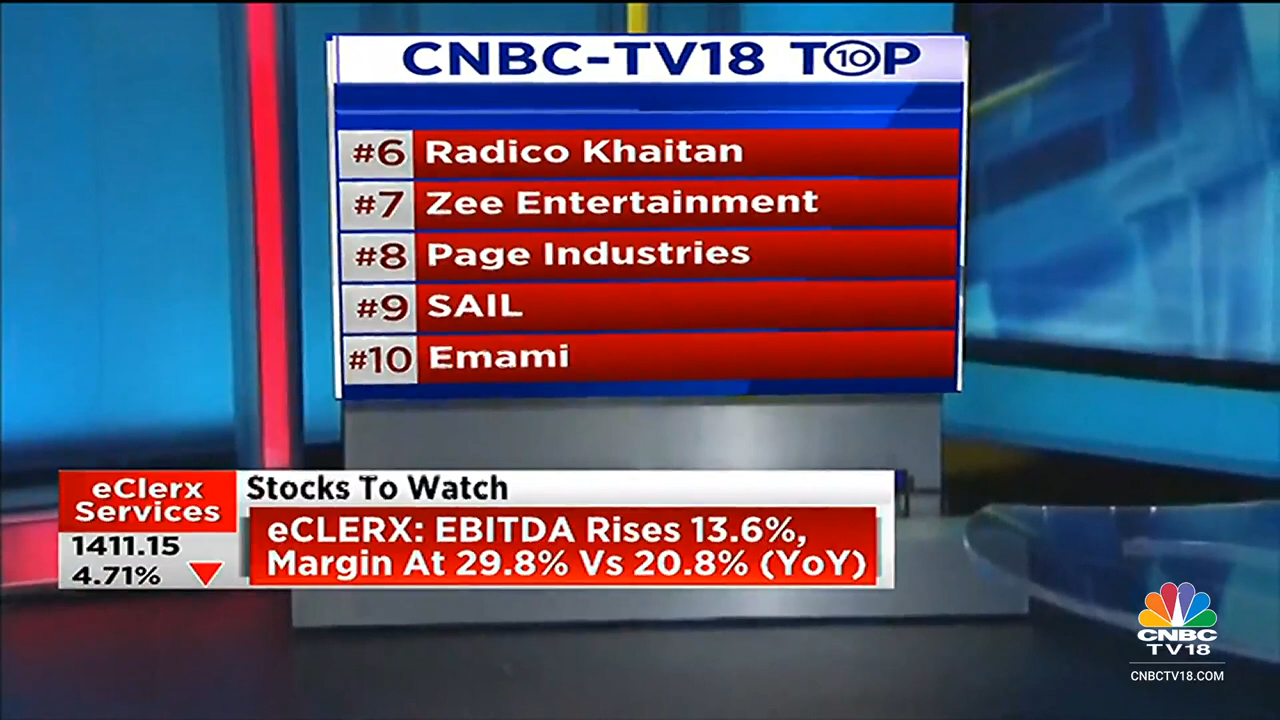 CNBC-TV18 TOP
10
#6 Radico Khaitan
#7 Zee Entertainment
#8 Page Industries
#9 SAIL
#10 Emami
eClerx
Services
1411.15
4.71%
Stocks To Watch
eCLERX: EBITDA Rises 13.6%,
Margin At 29.8% Vs 20.8% (YoY)
CNBC
TV18
CNBCTV18.COM